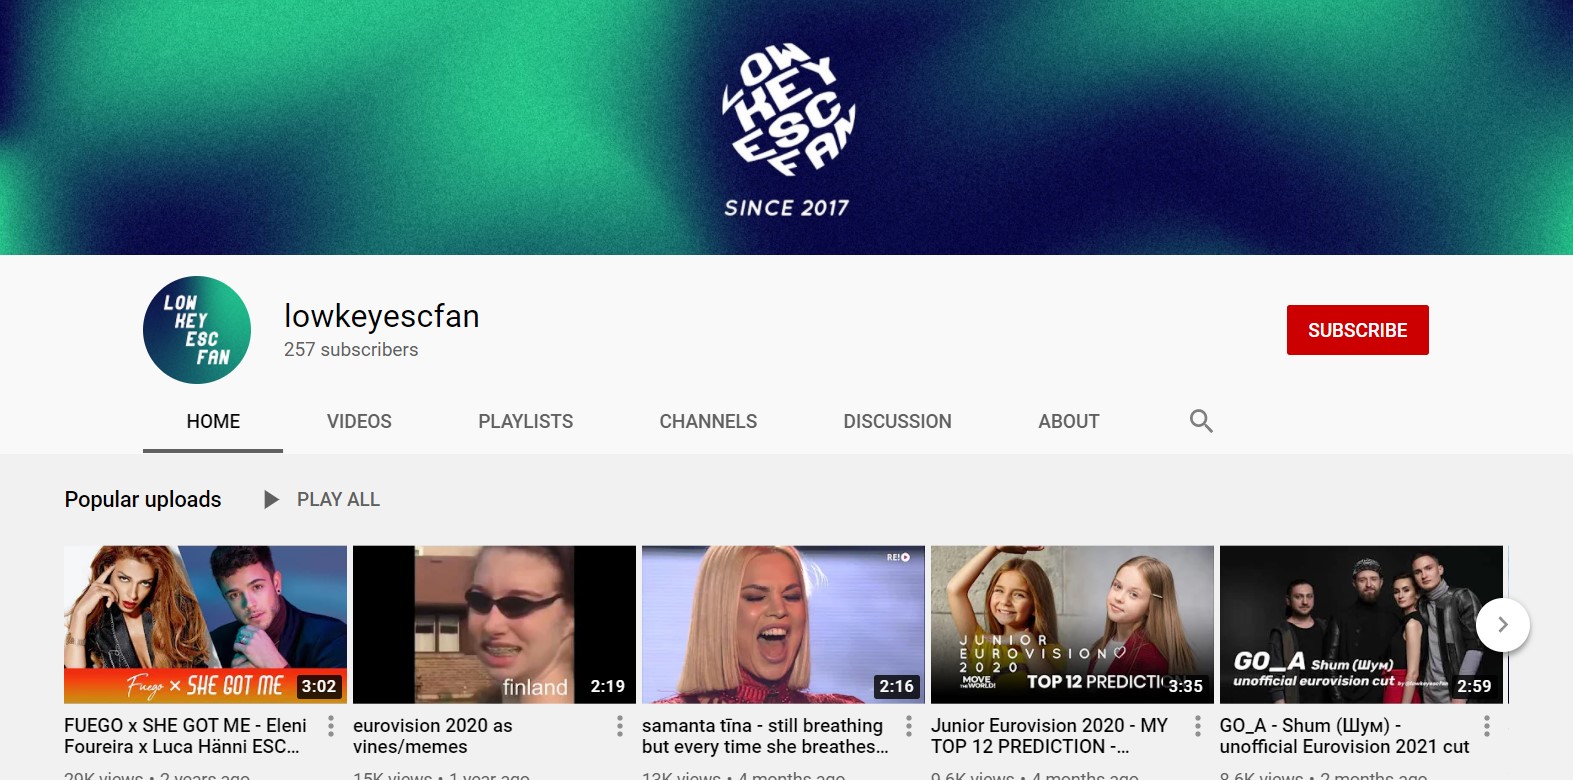 LOW
KEY
ESC
FAN
SINCE 2017
LOW
KEY
ESC
FAN
lowkeyescfan
257 subscribers
SUBSCRIBE
HOME VIDEOS PLAYLISTS CHANNELS DISCUSSION ABOUT
Popular uploads PLAY ALL
Fuego × SHE GOT ME 3:02
FUEGO x SHE GOT ME - Eleni
Foureira x Luca Hänni ESC...
29K views • 2 years ago
finland 2:19
eurovision 2020 as
vines/memes
15K views • 1 year ago
RE!
2:16
samanta tīna - still breathing
but every time she breathes...
13K views • 4 months ago
JUNIOR
EUROVISION
2020
MOVE
THE WORLD!
TOP 12 PREDICTIO 3:35
Junior Eurovision 2020 - MY
TOP 12 PREDICTION -...
9.6K views • 4 months ago
GO_A Shum (Шум)
unofficial eurovision cut by @lowkeyescfan 2:59
GO_A - Shum (Шум) -
unofficial Eurovision 2021 cut
8.6K views • 2 months ago